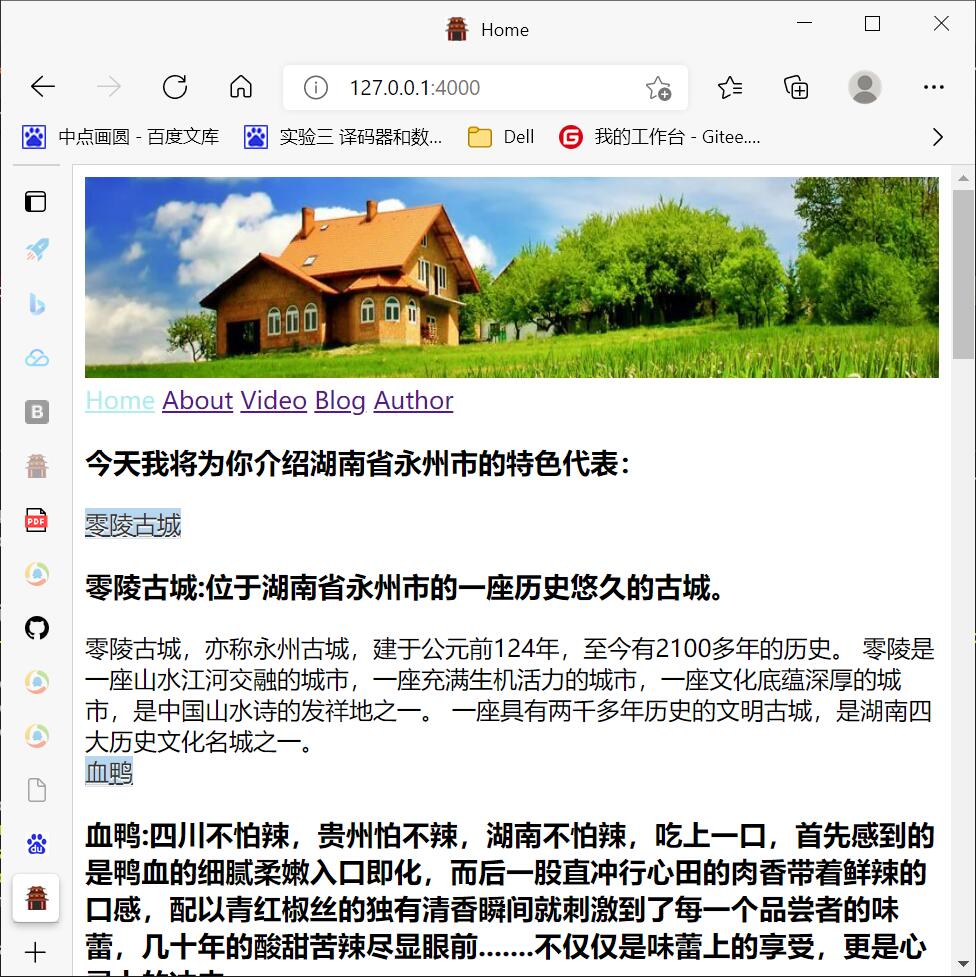 Home
127.0.0.1:4000
中点画圆 - 百度文库
实验三 译码器和数...
Dell
我的工作台 - Gitee....
B
PDF
du
Home About Video Blog Author
今天我将为你介绍湖南省永州市的特色代表：
零陵古城
零陵古城:位于湖南省永州市的一座历史悠久的古城。
零陵古城，亦称永州古城，建于公元前124年，至今有2100多年的历史。 零陵是
一座山水江河交融的城市，一座充满生机活力的城市，一座文化底蕴深厚的城
市，是中国山水诗的发祥地之一。 一座具有两千多年历史的文明古城，是湖南四
大历史文化名城之一。
血鸭
血鸭:四川不怕辣，贵州怕不辣，湖南不怕辣，吃上一口，首先感到的
是鸭血的细腻柔嫩入口即化，而后一股直冲行心田的肉香带着鲜辣的
口感，配以青红椒丝的独有清香瞬间就刺激到了每一个品尝者的味
蕾，几十年的酸甜苦辣尽显眼前.......不仅仅是味蕾上的享受，更是心